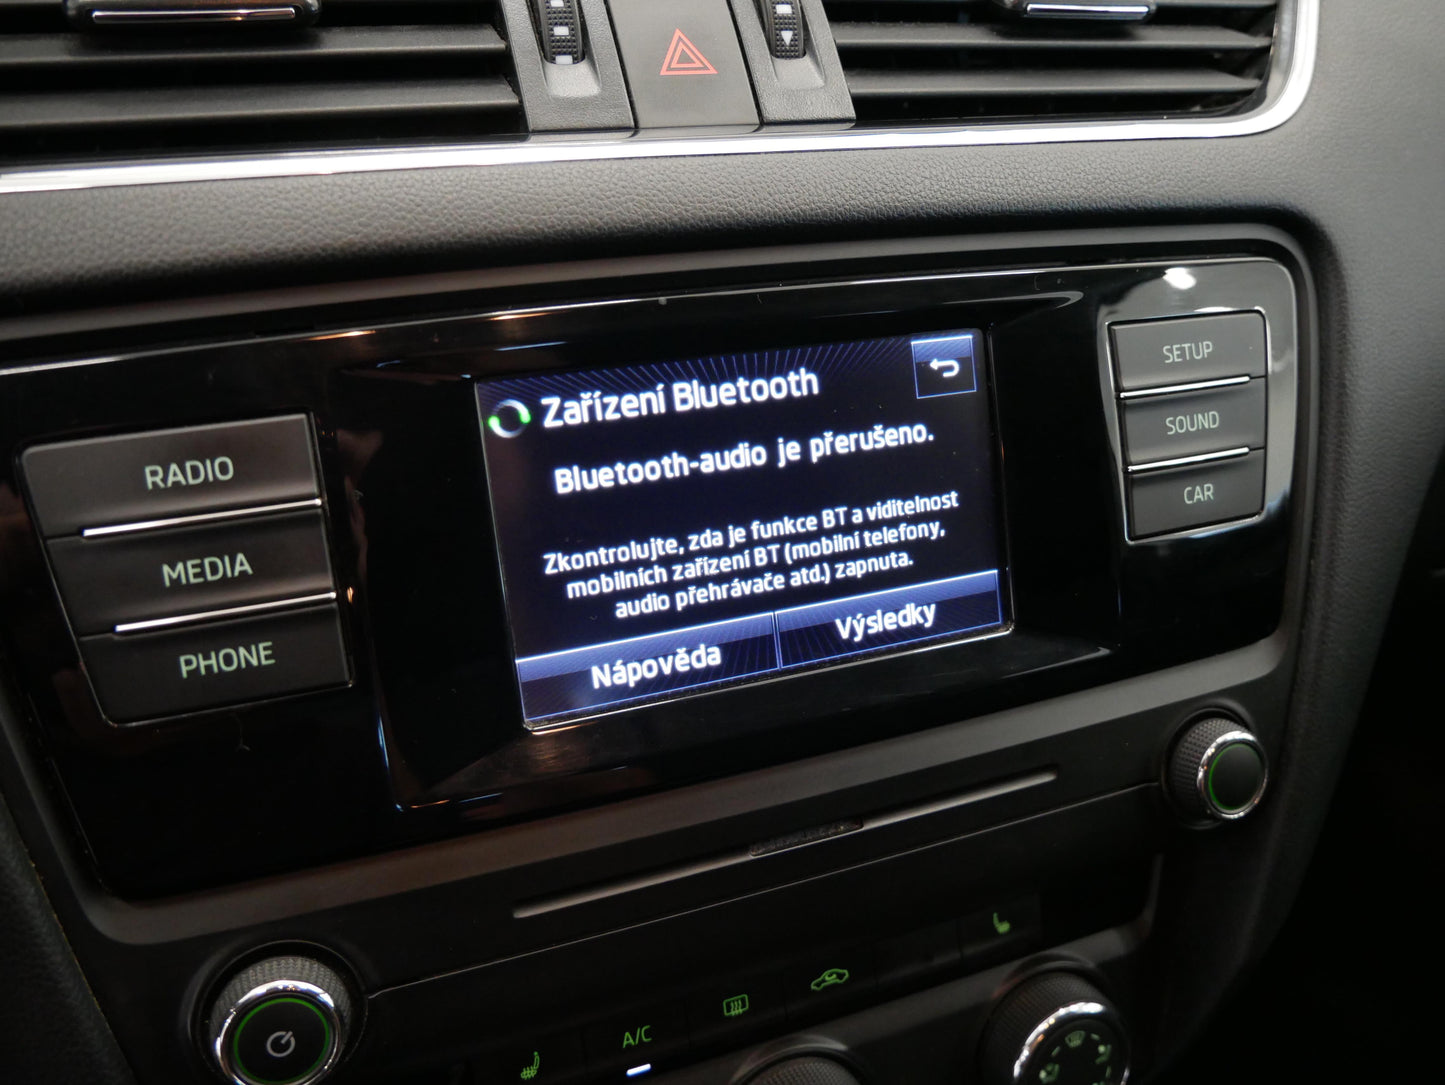 Zařízení Bluetooth
Bluetooth-audio je přerušeno.
Zkontrolujte, zda je funkce BT a viditelnost
mobilních zařízení BT (mobilní telefony,
audio přehrávače atd.) zapnuta.
Nápověda
Výsledky
RADIO
MEDIA
PHONE
SETUP
SOUND
CAR
A/C